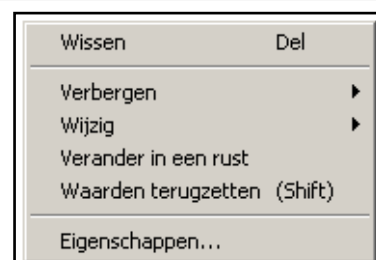 Wissen Del
Verbergen
Wijzig
Verander in een rust
Waarden terugzetten (Shift)
Eigenschappen...